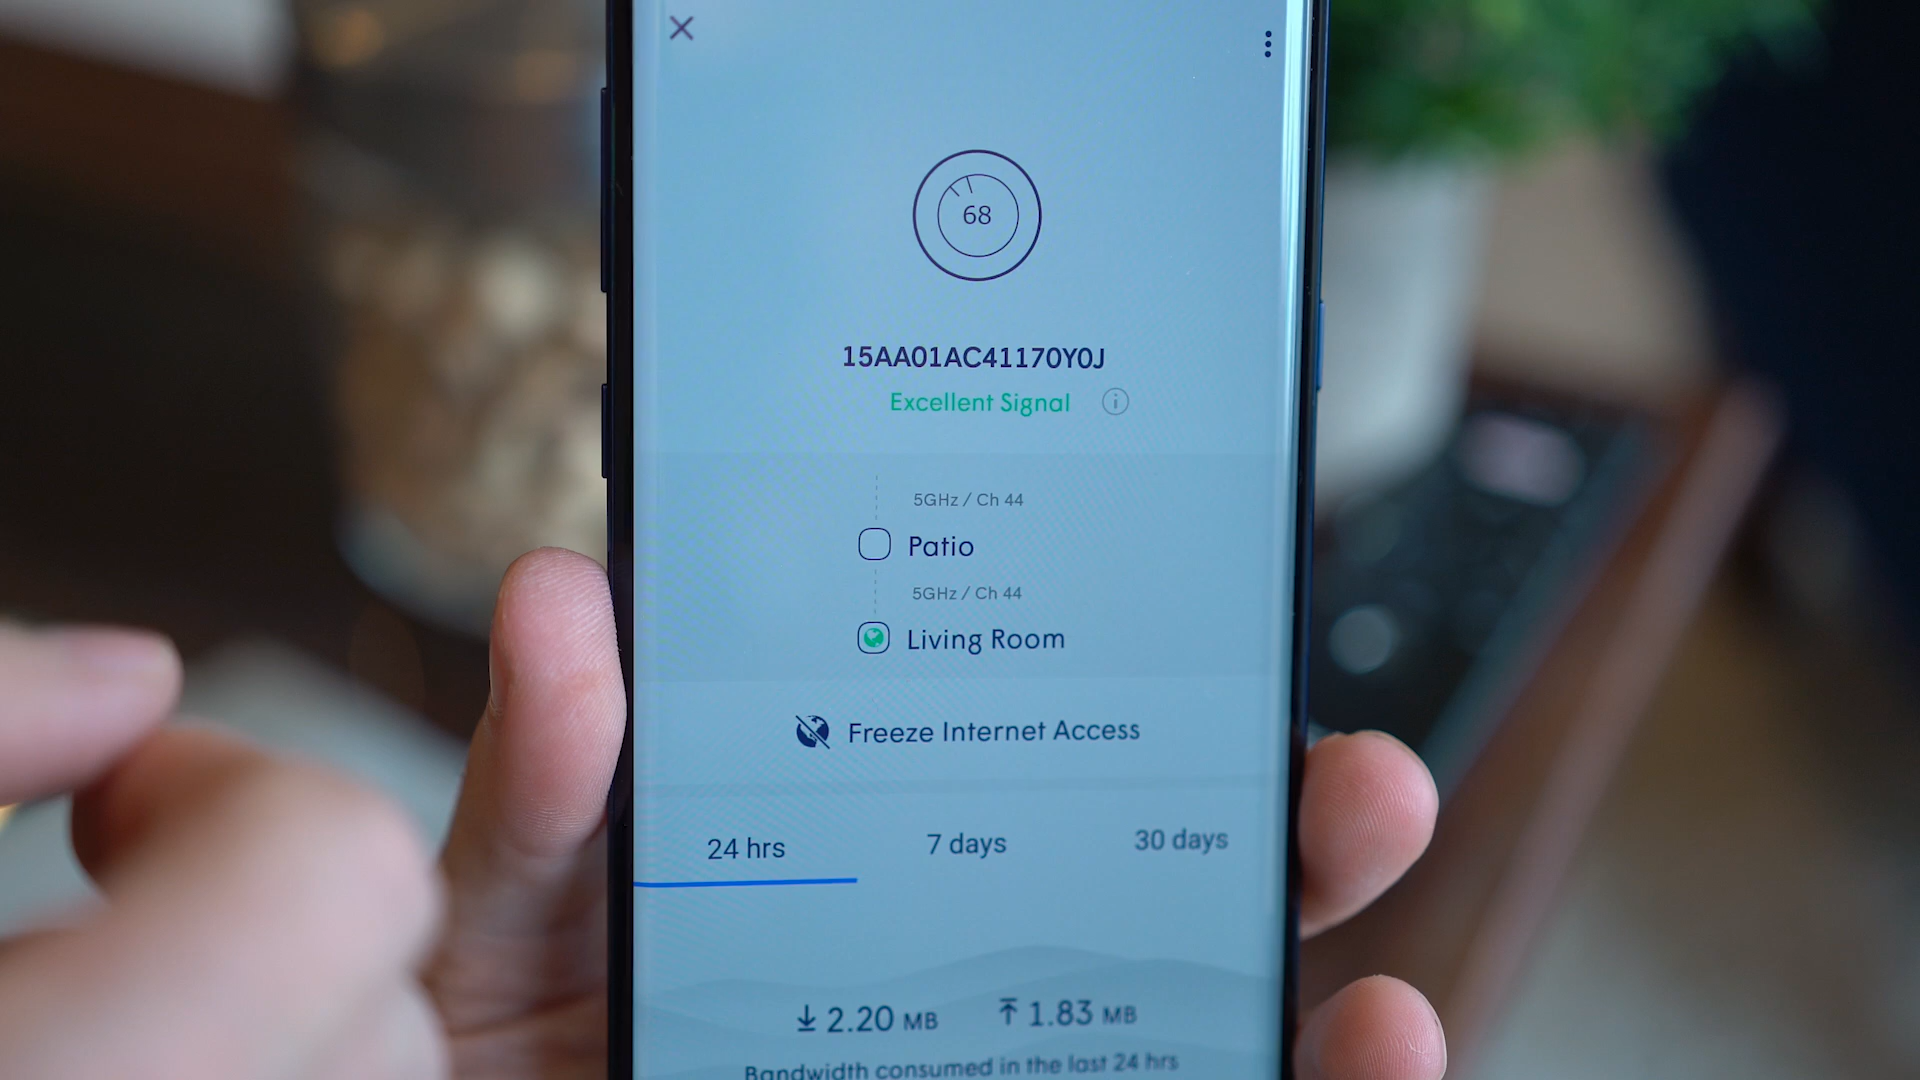 68
15AA01AC41170Y0J
Excellent Signal
5GHz / Ch 44
Patio
5GHz / Ch 44
Living Room
Freeze Internet Access
24 hrs 7 days 30 days
2.20 MB 1.83 MB
Bandwidth consumed in the last 24 hrs